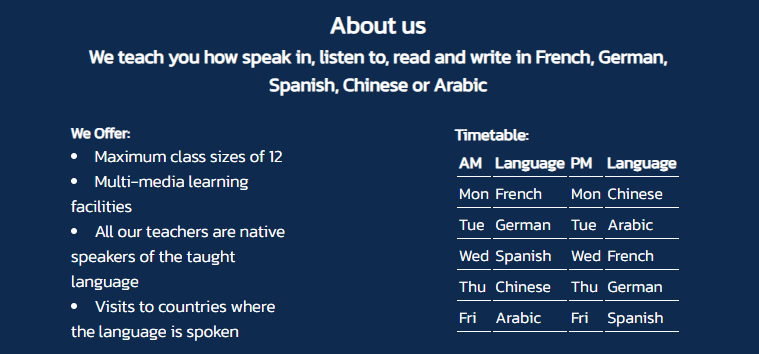 About us
We teach you how speak in, listen to, read and write in French, German,
Spanish, Chinese or Arabic
We Offer:
• Maximum class sizes of 12
• Multi-media learning
facilities
• All our teachers are native
speakers of the taught
language
• Visits to countries where
the language is spoken
Timetable:
AM Language PM Language
Mon French Mon Chinese
Tue German Tue Arabic
Wed Spanish Wed French
Thu Chinese Thu German
Fri Arabic Fri Spanish